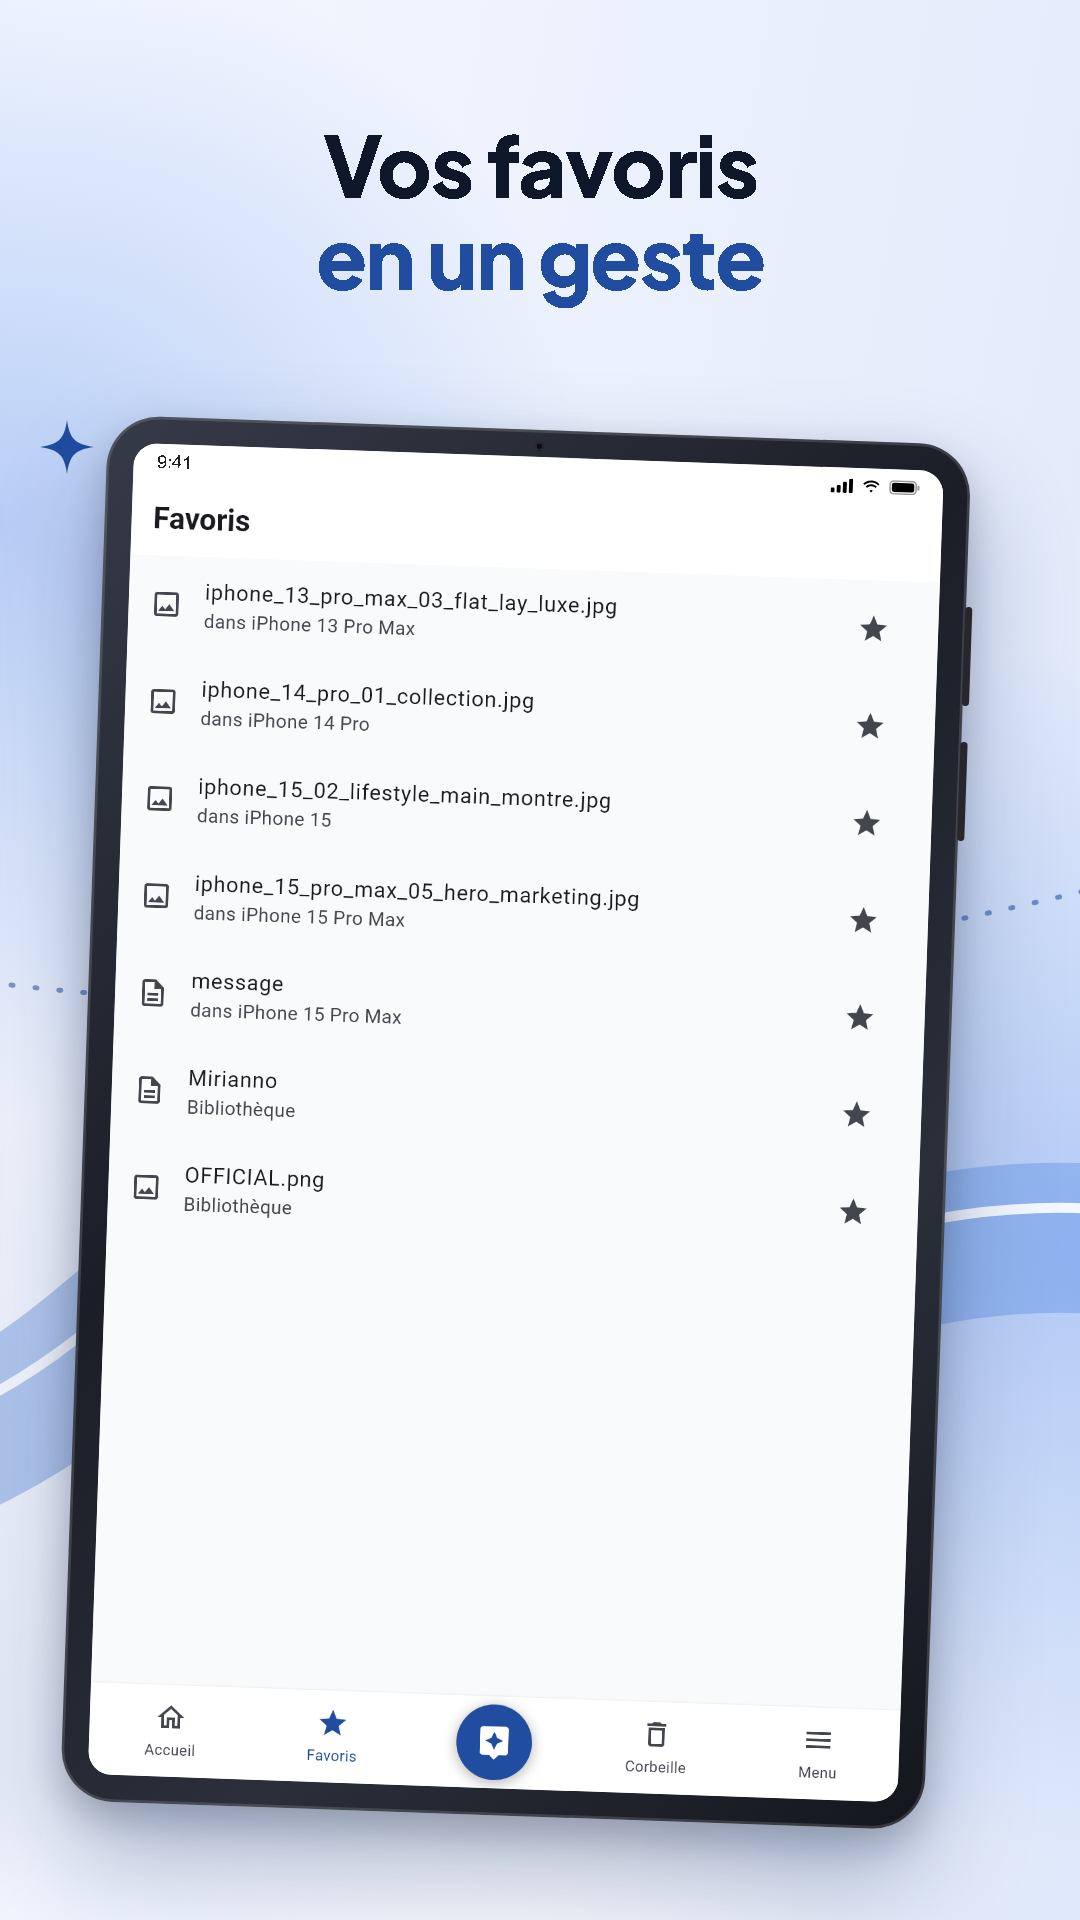 Vos favoris
en un geste
9:41
Favoris
iphone_13_pro_max_03_flat_lay_luxe.jpg
dans iPhone 13 Pro Max
iphone_14_pro_01_collection.jpg
dans iPhone 14 Pro
iphone_15_02_lifestyle_main_montre.jpg
dans iPhone 15
iphone_15_pro_max_05_hero_marketing.jpg
dans iPhone 15 Pro Max
message
dans iPhone 15 Pro Max
Mirianno
Bibliothèque
OFFICIAL.png
Bibliothèque
Accueil
Favoris
Corbeille
Menu